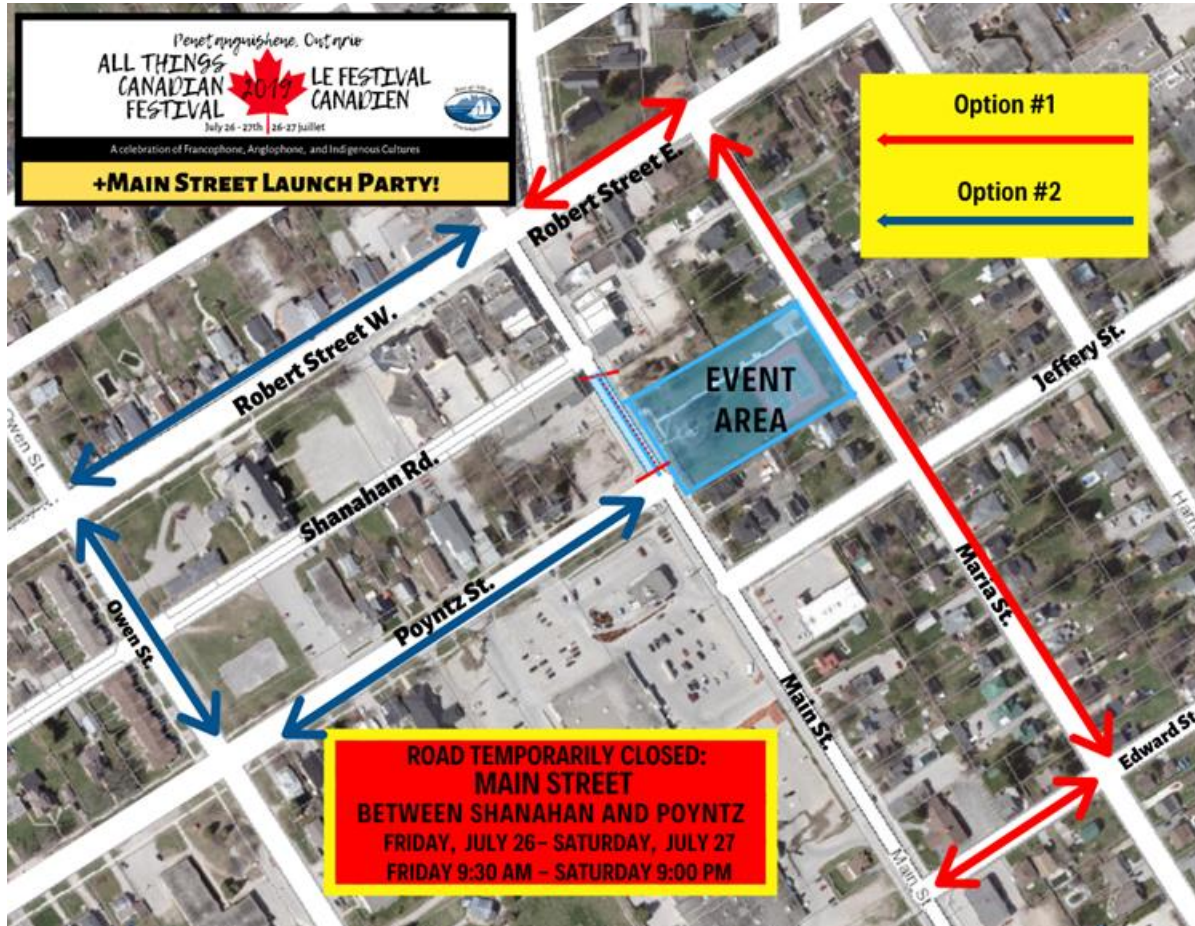 Penetanguishene, Ontario
ALL THINGS
CANADIAN
FESTIVAL
2019
LE FESTIVAL
CANADIEN
July 26 - 27th | 26-27 juillet
A celebration of Francophone, Anglophone, and Indigenous Cultures
+MAIN STREET LAUNCH PARTY!
Option #1
Option #2
Robert Street E.
Robert Street W.
Shanahan Rd.
EVENT
AREA
Jeffery St.
Owen St.
Owen St.
Poyntz St.
Maria St.
Main St.
Edward St
Main St
ROAD TEMPORARILY CLOSED:
MAIN STREET
BETWEEN SHANAHAN AND POYNTZ
FRIDAY, JULY 26 – SATURDAY, JULY 27
FRIDAY 9:30 AM – SATURDAY 9:00 PM